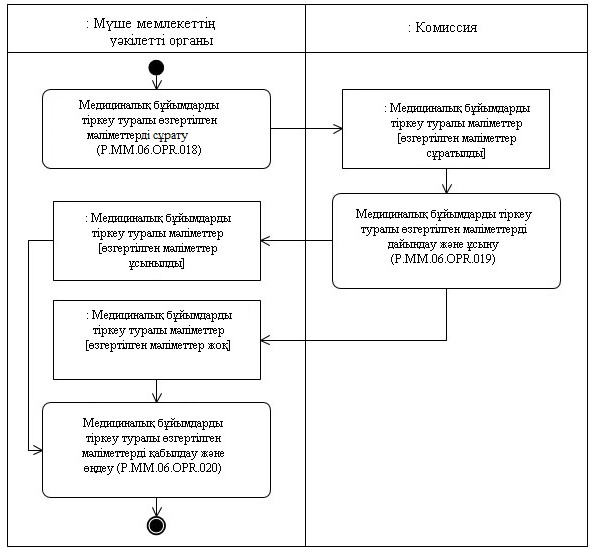 : Мүше мемлекеттің
уәкілетті органы
: Комиссия
Медициналық бұйымдарды
тіркеу туралы өзгертілген
мәліметтерді сұрату
(P.MM.06.OPR.018)
: Медициналық бұйымдарды
тіркеу туралы мәліметтер
[өзгертілген мәліметтер
сұратылды]
Медициналық бұйымдарды тіркеу
туралы өзгертілген мәліметтерді
дайындау және ұсыну
(P.MM.06.OPR.019)
: Медициналық бұйымдарды
тіркеу туралы мәліметтер
[өзгертілген мәліметтер
ұсынылды]
: Медициналық бұйымдарды
тіркеу туралы мәліметтер
[өзгертілген мәліметтер жоқ]
Медициналық бұйымдарды
тіркеу туралы өзгертілген
мәліметтерді қабылдау және
өңдеу (P.MM.06.OPR.020)